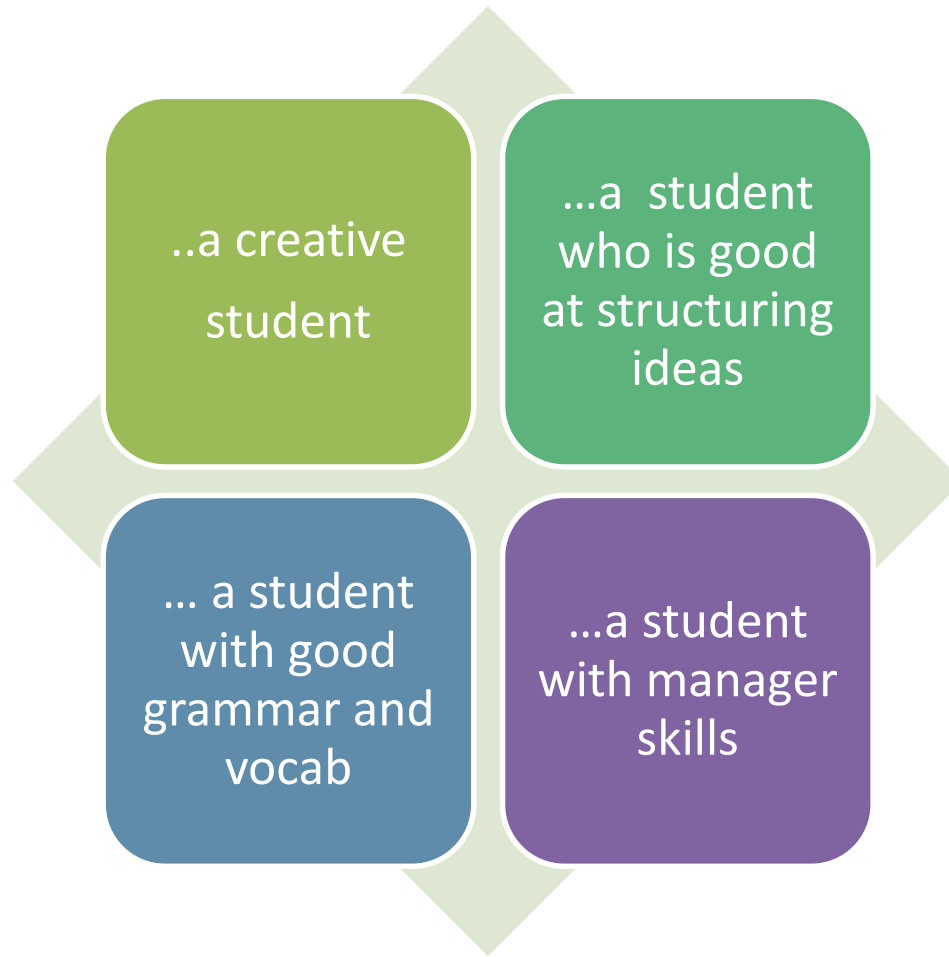 ..a creative
student
...a  student
who is good
at structuring
ideas
... a student
with good
grammar and
vocab
...a student
with manager
skills